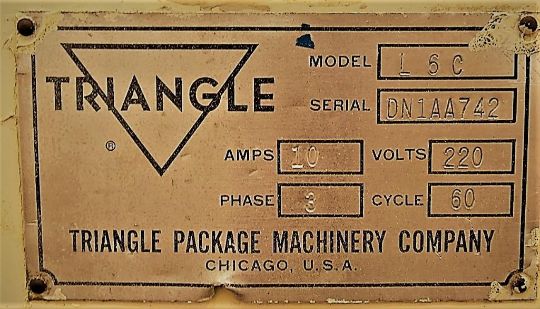 TRIANGLE
®
MODEL L 6 C
SERIAL DN1AA742
AMPS 10 VOLTS 220
PHASE 3 CYCLE 60
TRIANGLE PACKAGE MACHINERY COMPANY
CHICAGO, U.S.A.